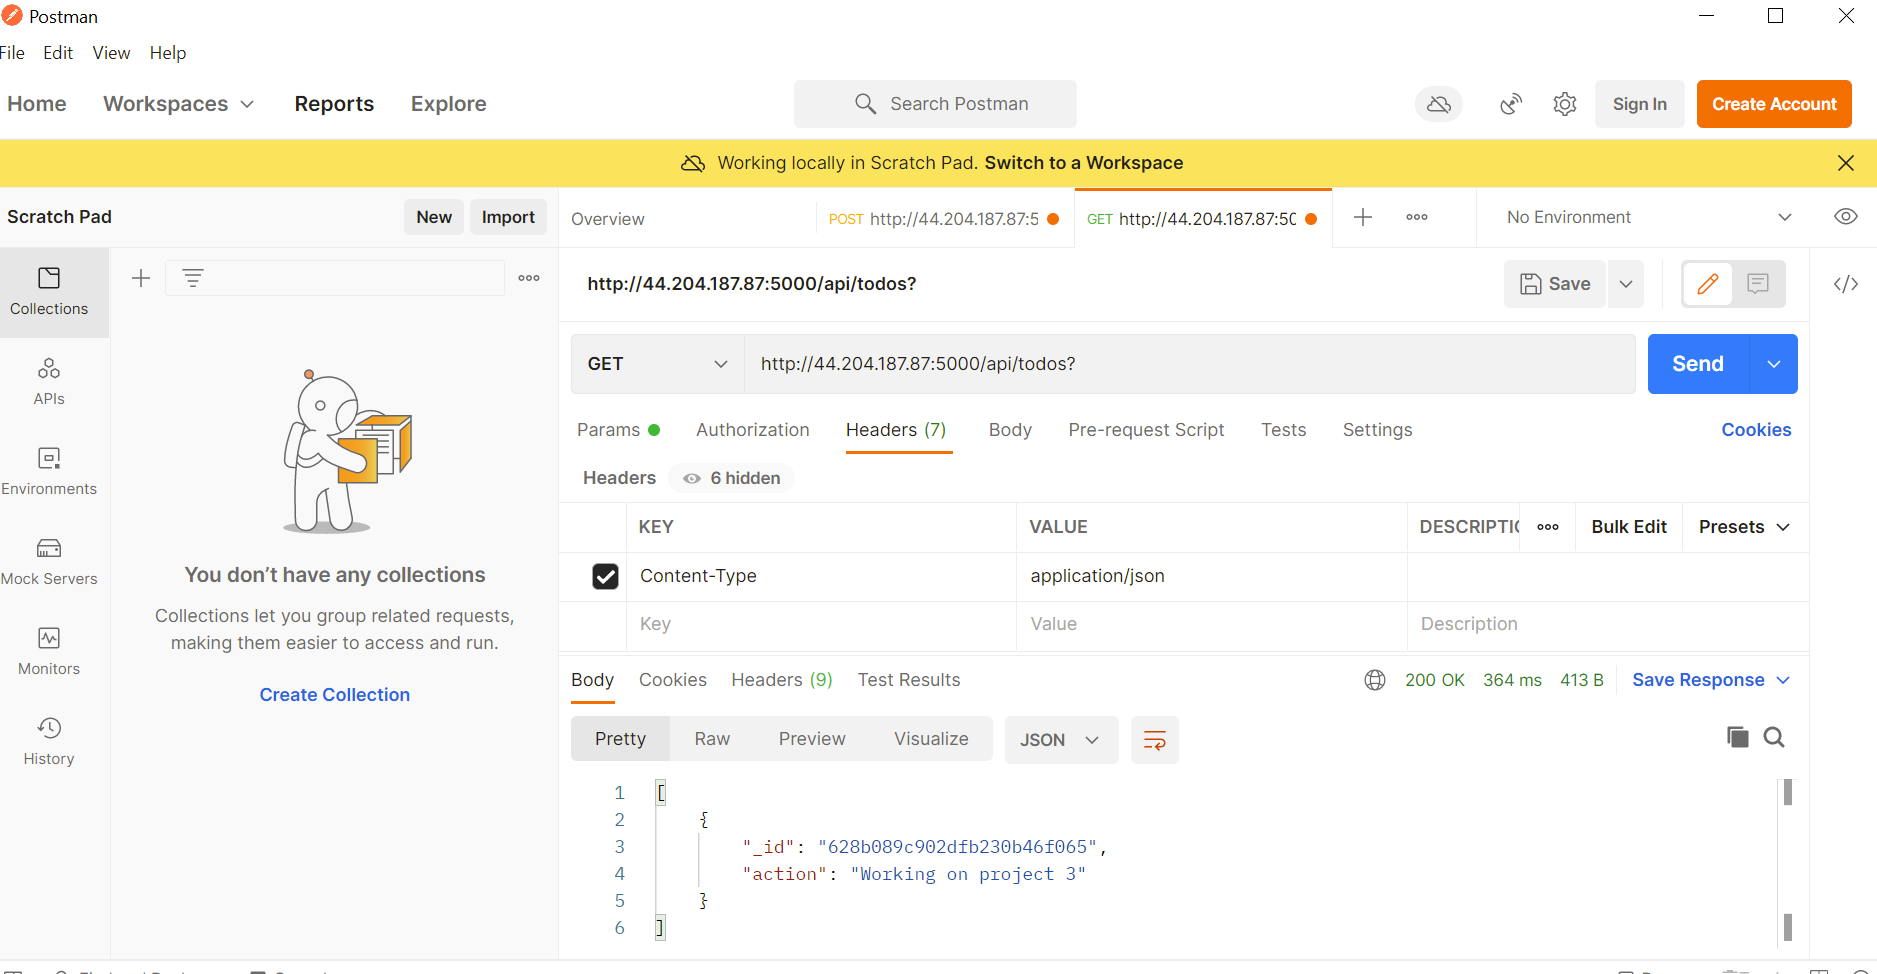 Postman
File Edit View Help
Home Workspaces Reports Explore Search Postman Sign In Create Account
Working locally in Scratch Pad. Switch to a Workspace
Scratch Pad New Import Overview POST http://44.204.187.87:5 GET http://44.204.187.87:50 No Environment
Collections
APIs
Environments
Mock Servers
Monitors
History
You don’t have any collections
Collections let you group related requests,
making them easier to access and run.
Create Collection
http://44.204.187.87:5000/api/todos? Save
GET http://44.204.187.87:5000/api/todos? Send
Params Authorization Headers (7) Body Pre-request Script Tests Settings Cookies
Headers 6 hidden
KEY VALUE DESCRIPTIO Bulk Edit Presets
Content-Type application/json
Key Value Description
Body Cookies Headers (9) Test Results 200 OK 364 ms 413 B Save Response
Pretty Raw Preview Visualize JSON
1 [
2 {
3 "_id": "628b089c902dfb230b46f065",
4 "action": "Working on project 3"
5 }
6 ]